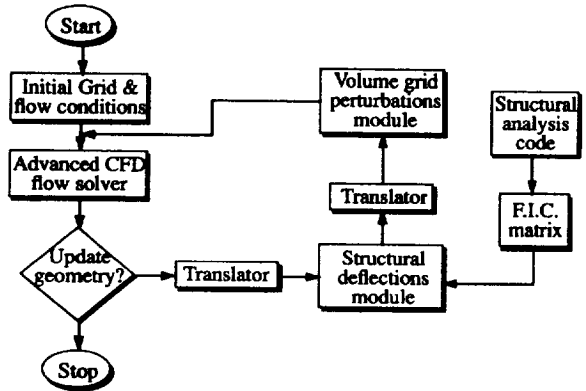 Start
Initial Grid &
flow conditions
Advanced CFD
flow solver
Update
geometry?
Stop
Translator
Structural
deflections
module
Translator
Volume grid
perturbations
module
Structural
analysis
code
F.I.C.
matrix